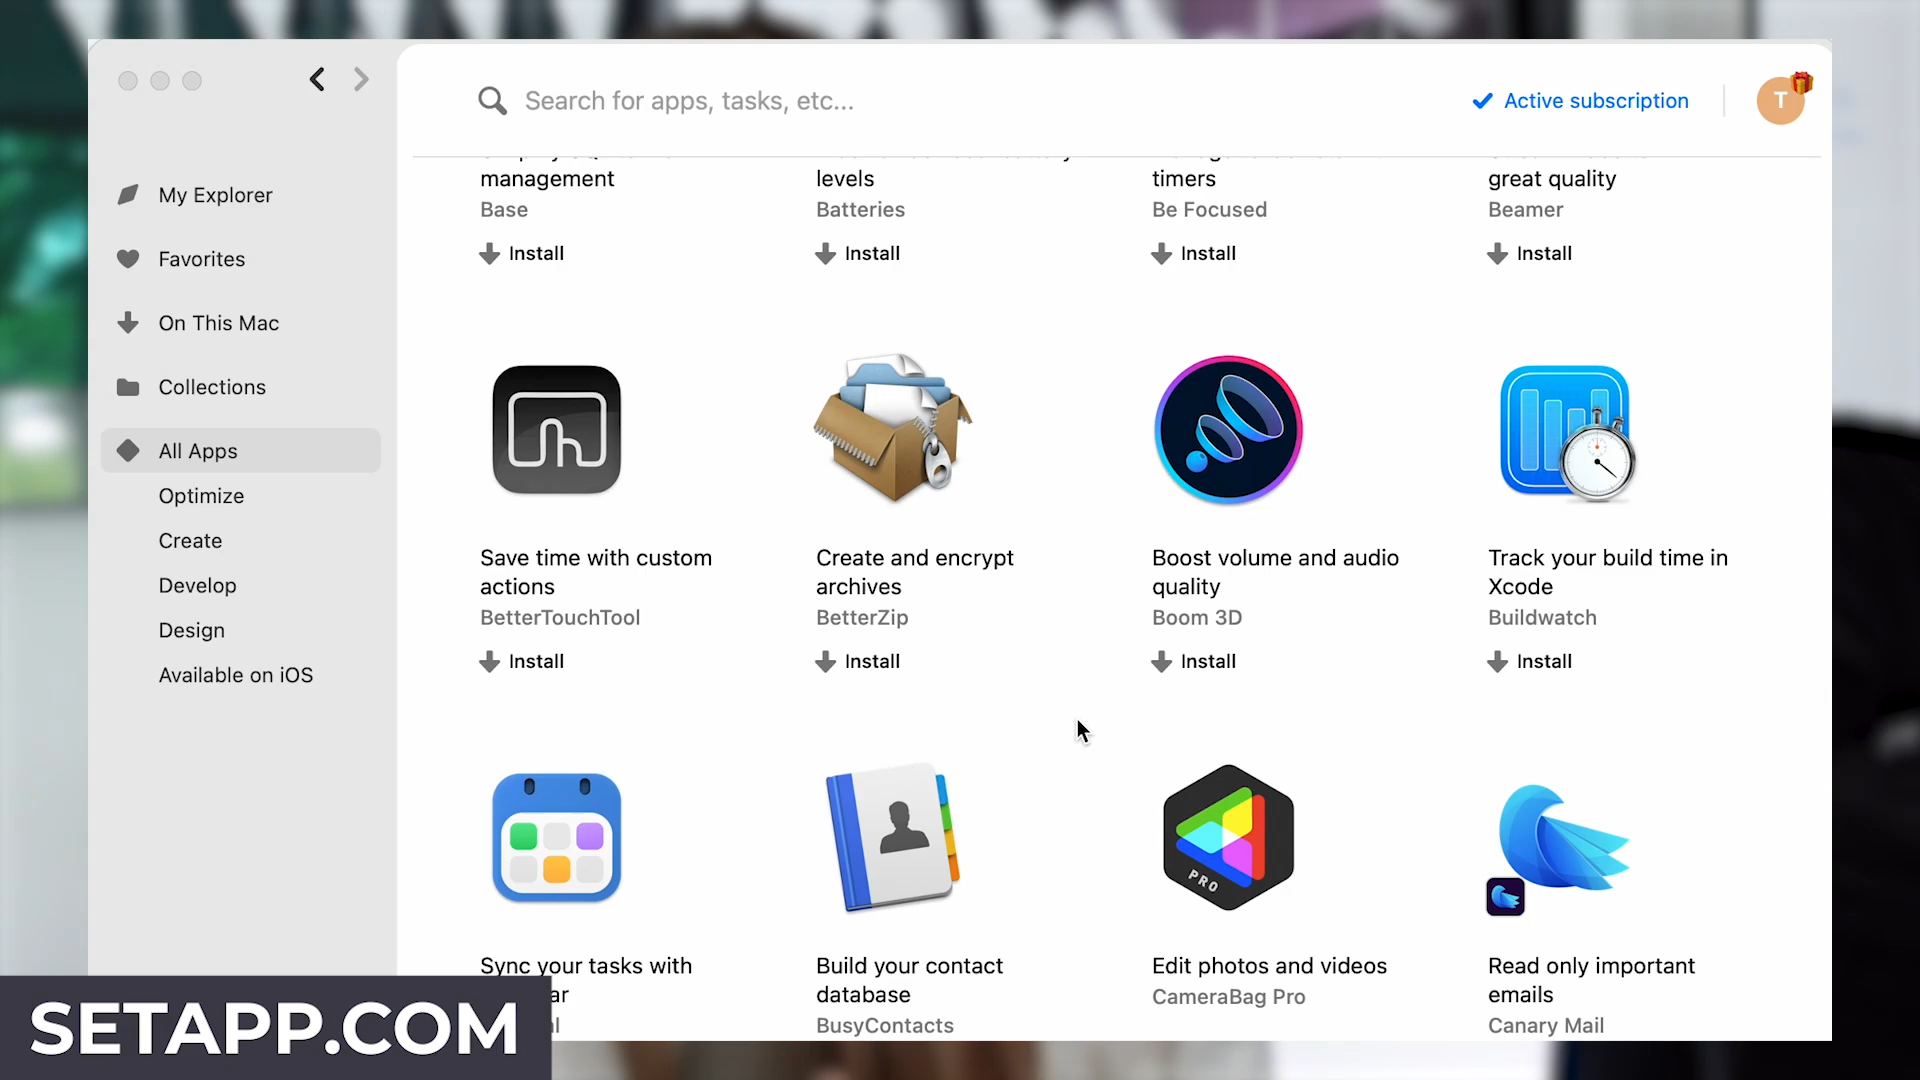 Search for apps, tasks, etc...
Active subscription
T
My Explorer
Favorites
On This Mac
Collections
All Apps
Optimize
Create
Develop
Design
Available on iOS
management
Base
Install
levels
Batteries
Install
timers
Be Focused
Install
great quality
Beamer
Install
Save time with custom
actions
BetterTouchTool
Install
Create and encrypt
archives
BetterZip
Install
Boost volume and audio
quality
Boom 3D
Install
Track your build time in
Xcode
Buildwatch
Install
Sync your tasks with
PRO
Build your contact
database
BusyContacts
Edit photos and videos
CameraBag Pro
Read only important
emails
Canary Mail
SETAPP.COM